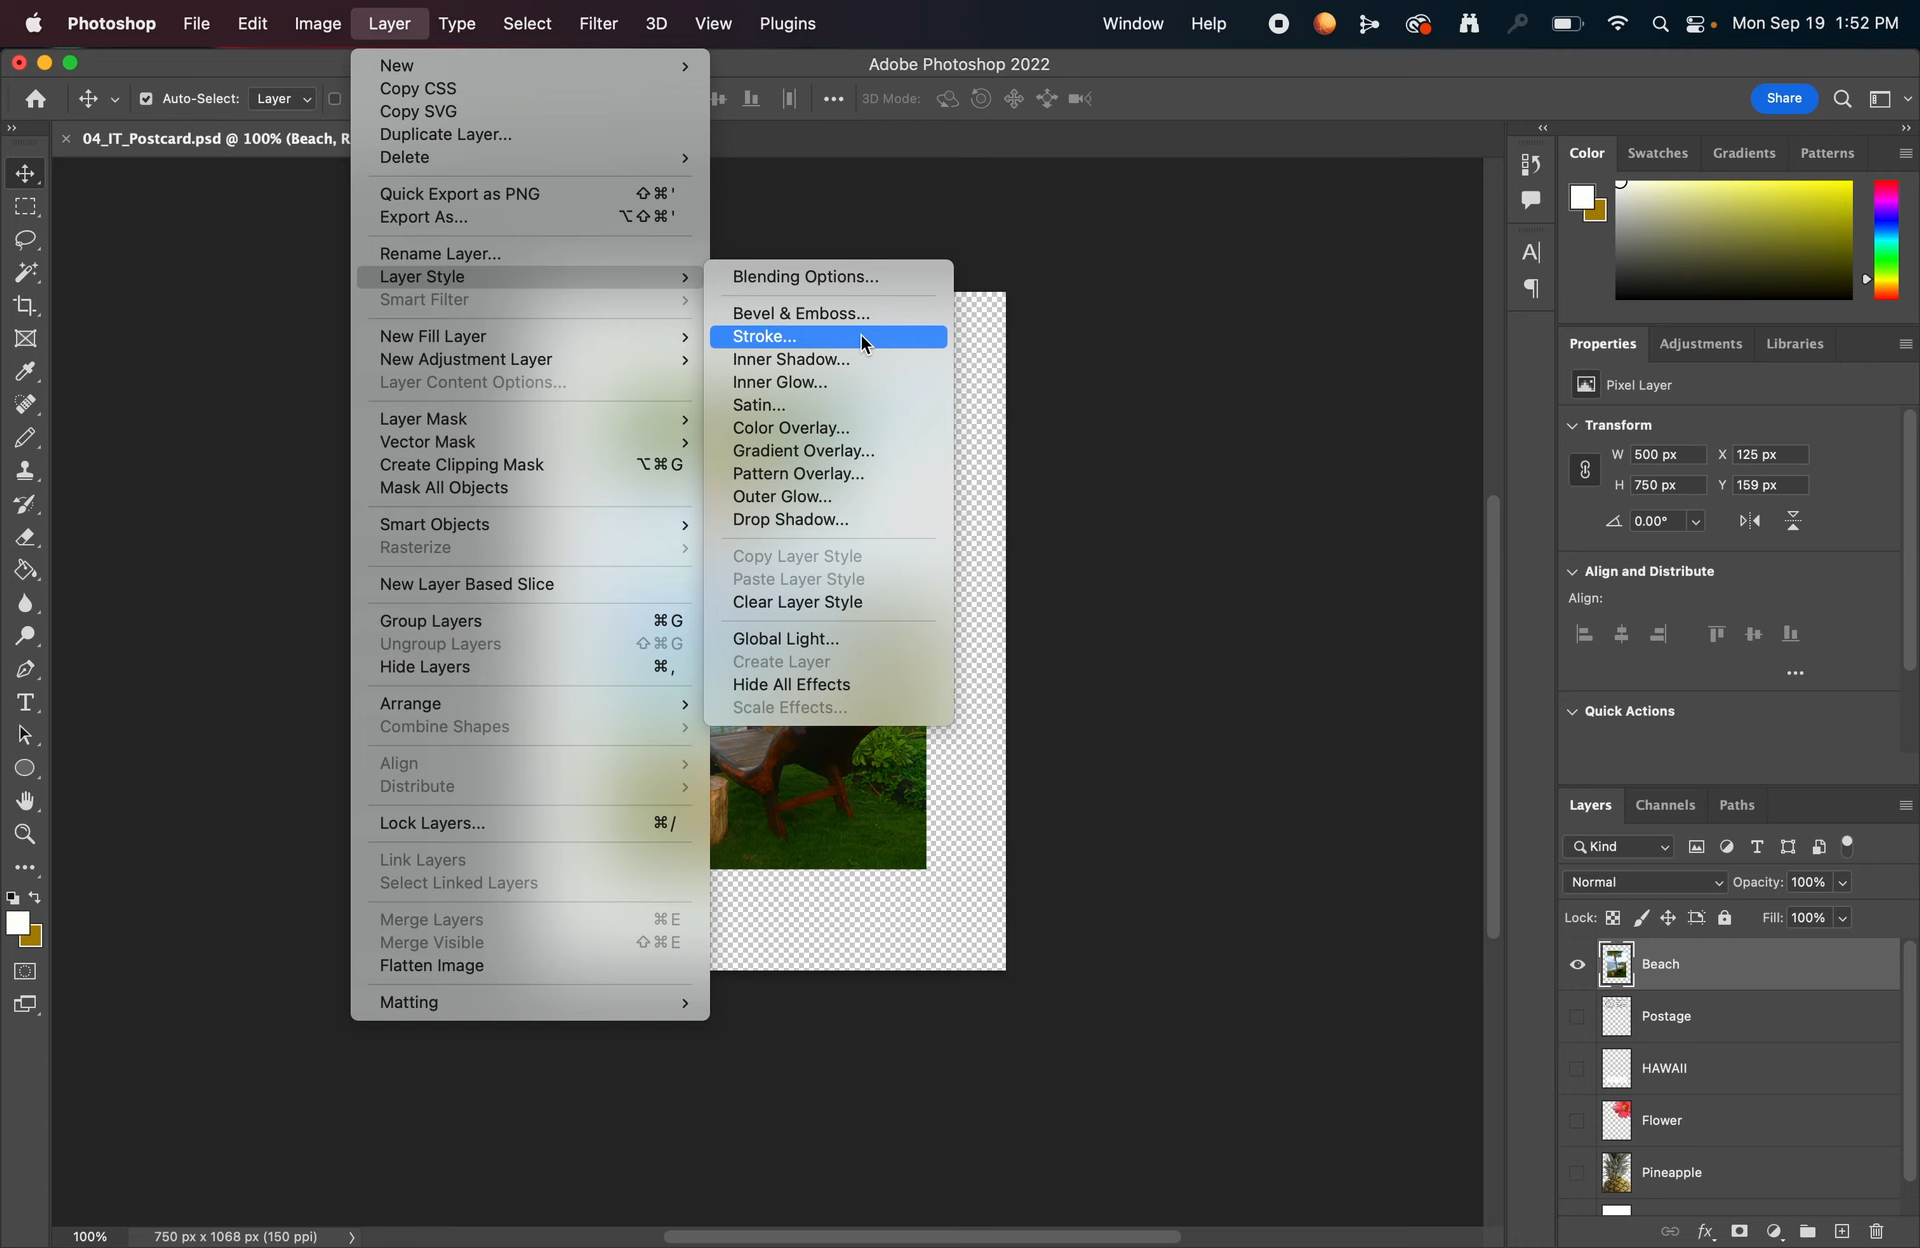 Photoshop File Edit Image Layer Type Select Filter 3D View Plugins Window Help Mon Sep 19 1:52 PM
Adobe Photoshop 2022
Auto-Select: Layer 3D Mode: Share
04_IT_Postcard.psd @ 100% (Beach, R
New
Copy CSS
Copy SVG
Duplicate Layer...
Delete
Quick Export as PNG ⇧⌘'
Export As... ⌥⇧⌘'
Rename Layer...
Layer Style
Smart Filter
New Fill Layer
New Adjustment Layer
Layer Content Options...
Layer Mask
Vector Mask
Create Clipping Mask ⌥⌘G
Mask All Objects
Smart Objects
Rasterize
New Layer Based Slice
Group Layers ⌘G
Ungroup Layers ⇧⌘G
Hide Layers ⌘,
Arrange
Combine Shapes
Align
Distribute
Lock Layers... ⌘/
Link Layers
Select Linked Layers
Merge Layers ⌘E
Merge Visible ⇧⌘E
Flatten Image
Matting
Blending Options...
Bevel & Emboss...
Stroke...
Inner Shadow...
Inner Glow...
Satin...
Color Overlay...
Gradient Overlay...
Pattern Overlay...
Outer Glow...
Drop Shadow...
Copy Layer Style
Paste Layer Style
Clear Layer Style
Global Light...
Create Layer
Hide All Effects
Scale Effects...
Color Swatches Gradients Patterns
Properties Adjustments Libraries
Pixel Layer
Transform
W 500 px X 125 px
H 750 px Y 159 px
0.00°
Align and Distribute
Align:
Quick Actions
Layers Channels Paths
Kind
Normal Opacity: 100%
Lock: Fill: 100%
Beach
Postage
HAWAII
Flower
Pineapple
100% 750 px x 1068 px (150 ppi)